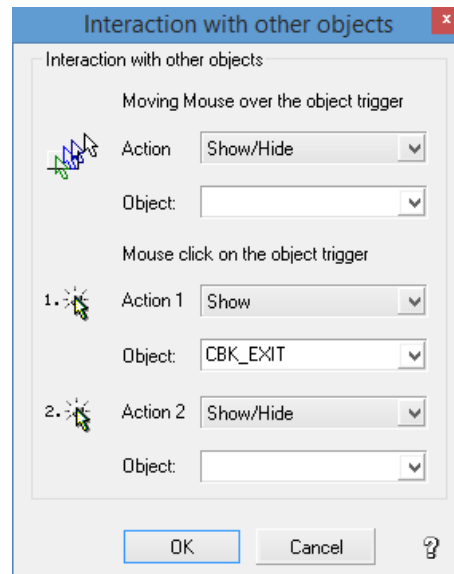 Interaction with other objects
x
Interaction with other objects
Moving Mouse over the object trigger
Action Show/Hide
Object:
Mouse click on the object trigger
1. Action 1 Show
Object: CBK_EXIT
2. Action 2 Show/Hide
Object:
OK Cancel ?